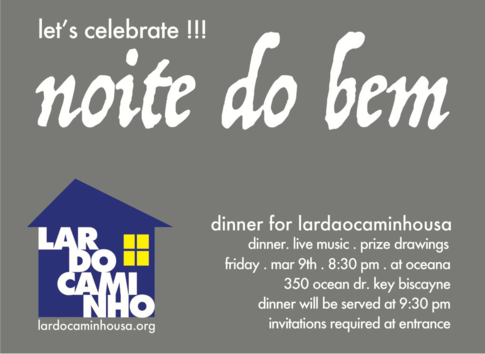 let's celebrate !!!
noite do bem
LAR
DO
CAMI
NHO
lardocaminhousa.org
dinner for lardaocaminhousa
dinner. live music . prize drawings
friday . mar 9th . 8:30 pm . at oceana
350 ocean dr. key biscayne
dinner will be served at 9:30 pm
invitations required at entrance